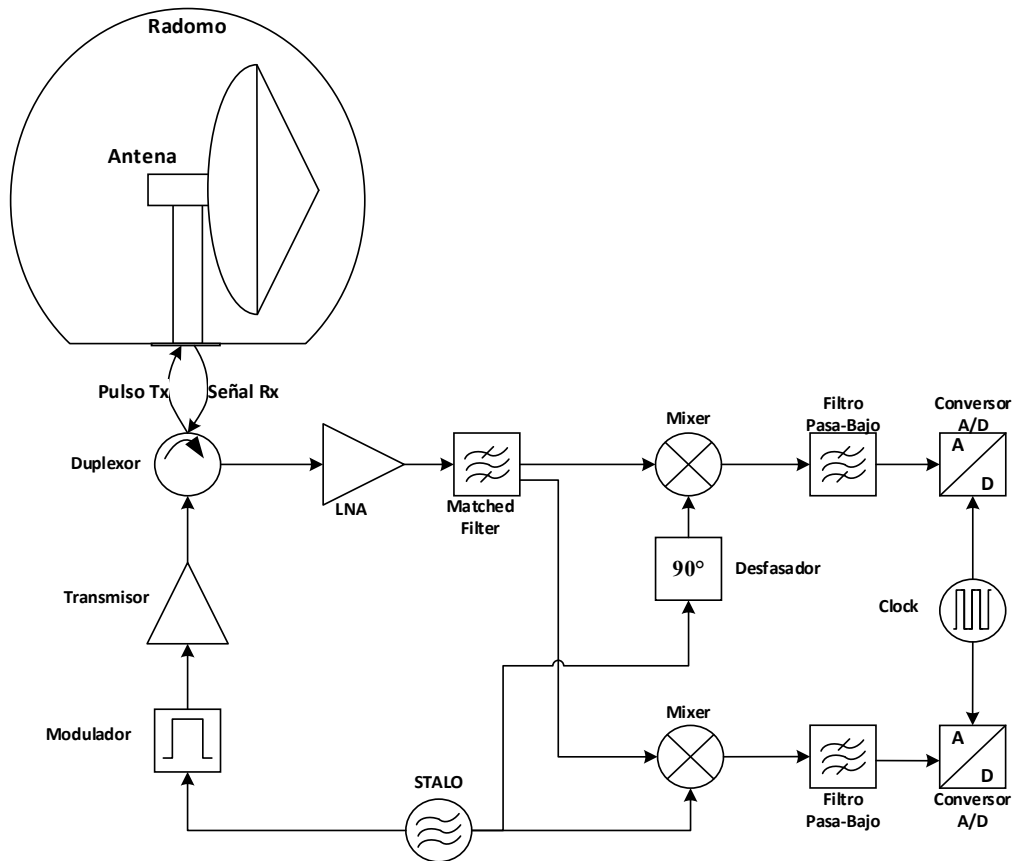 Radomo
Antena
Pulso Tx
Señal Rx
Duplexor
LNA
Matched
Filter
Mixer
Filtro
Pasa-Bajo
Conversor
A/D
A
D
90°
Desfasador
Transmisor
Clock
Modulador
STALO
Mixer
Filtro
Pasa-Bajo
A
D
Conversor
A/D